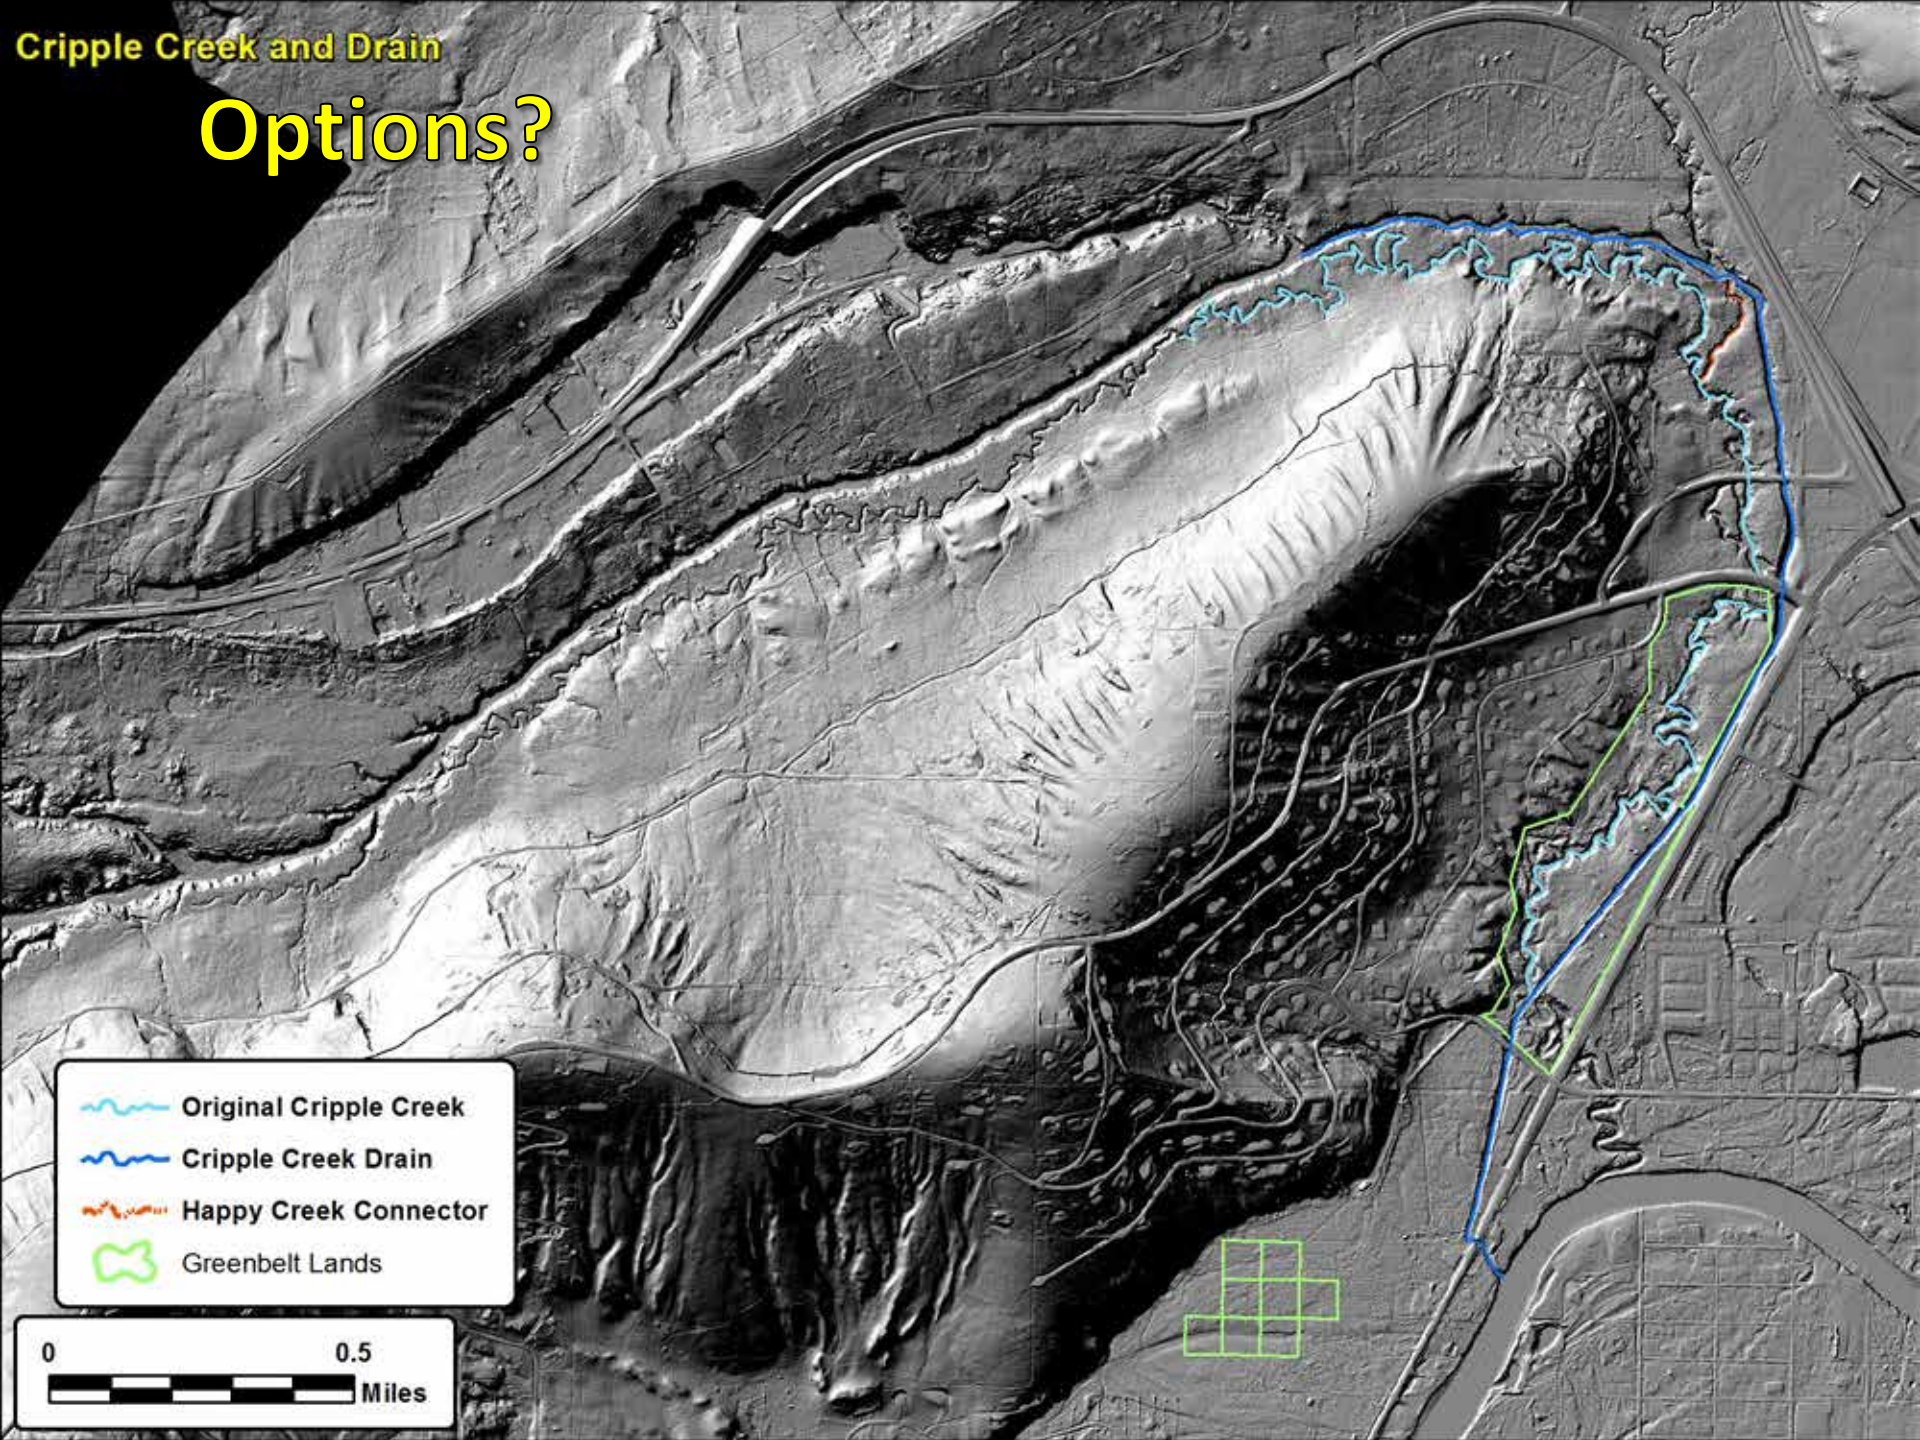 Cripple Creek and Drain
Options?
Original Cripple Creek
Cripple Creek Drain
Happy Creek Connector
Greenbelt Lands
0 0.5
Miles